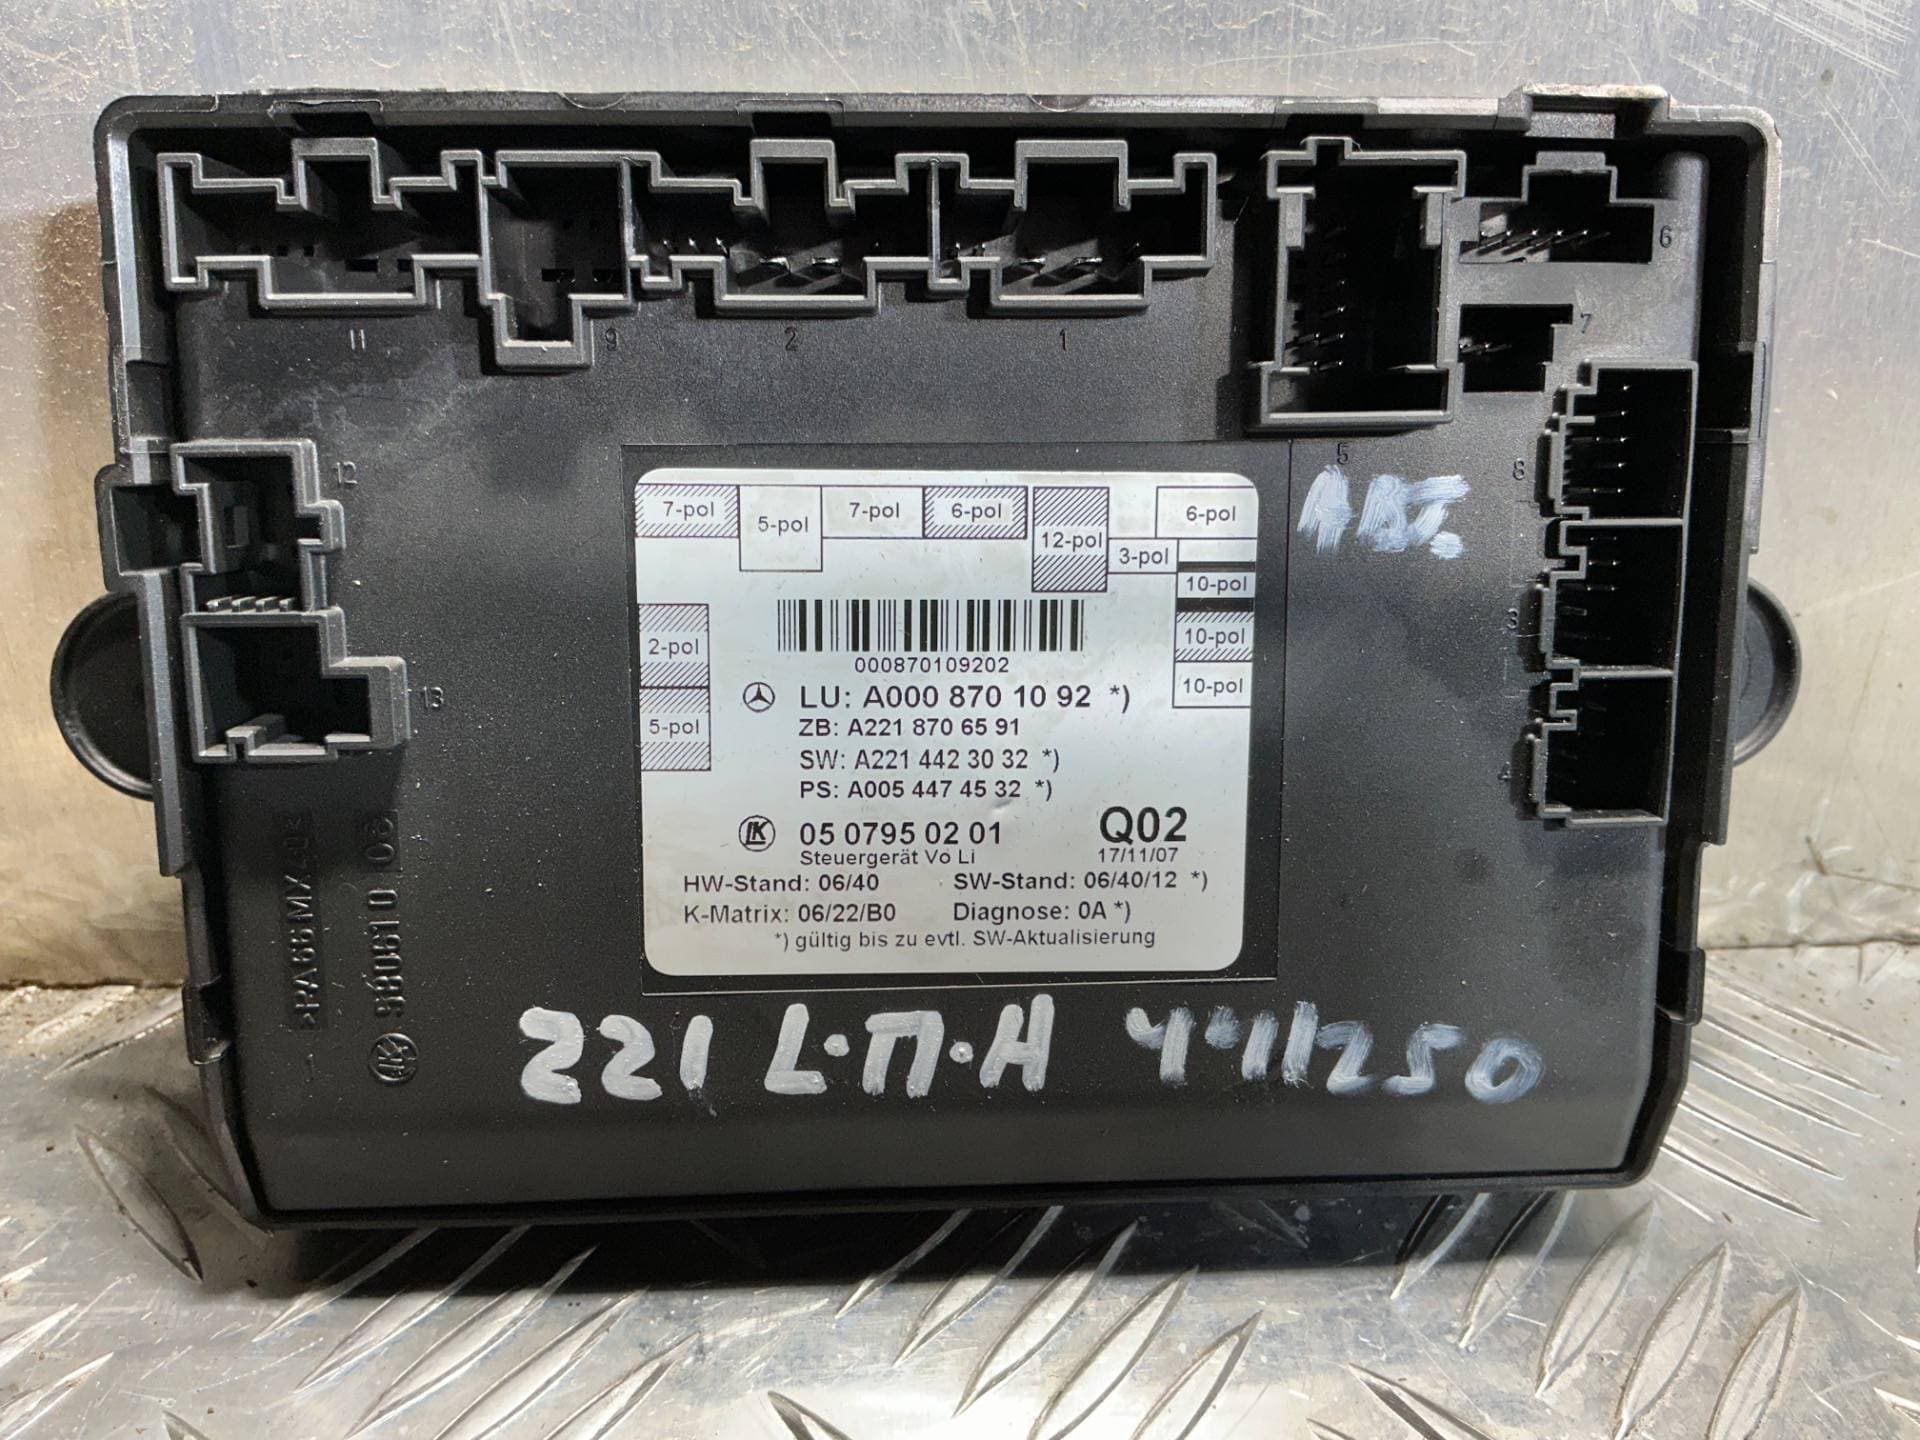 11
9
2
1
6
7
12
5
8
7-pol
5-pol
7-pol
6-pol
12-pol
3-pol
6-pol
10-pol
10-pol
10-pol
2-pol
5-pol
000870109202
LU: A000 870 10 92 *)
ZB: A221 870 65 91
SW: A221 442 30 32 *)
PS: A005 447 45 32 *)
LK 05 0795 02 01 Q02
Steuergerät Vo Li 17/11/07
HW-Stand: 06/40 SW-Stand: 06/40/12 *)
K-Matrix: 06/22/B0 Diagnose: 0A *)
*) gültig bis zu evtl. SW-Aktualisierung
3
13
4
221 Л.П.Н